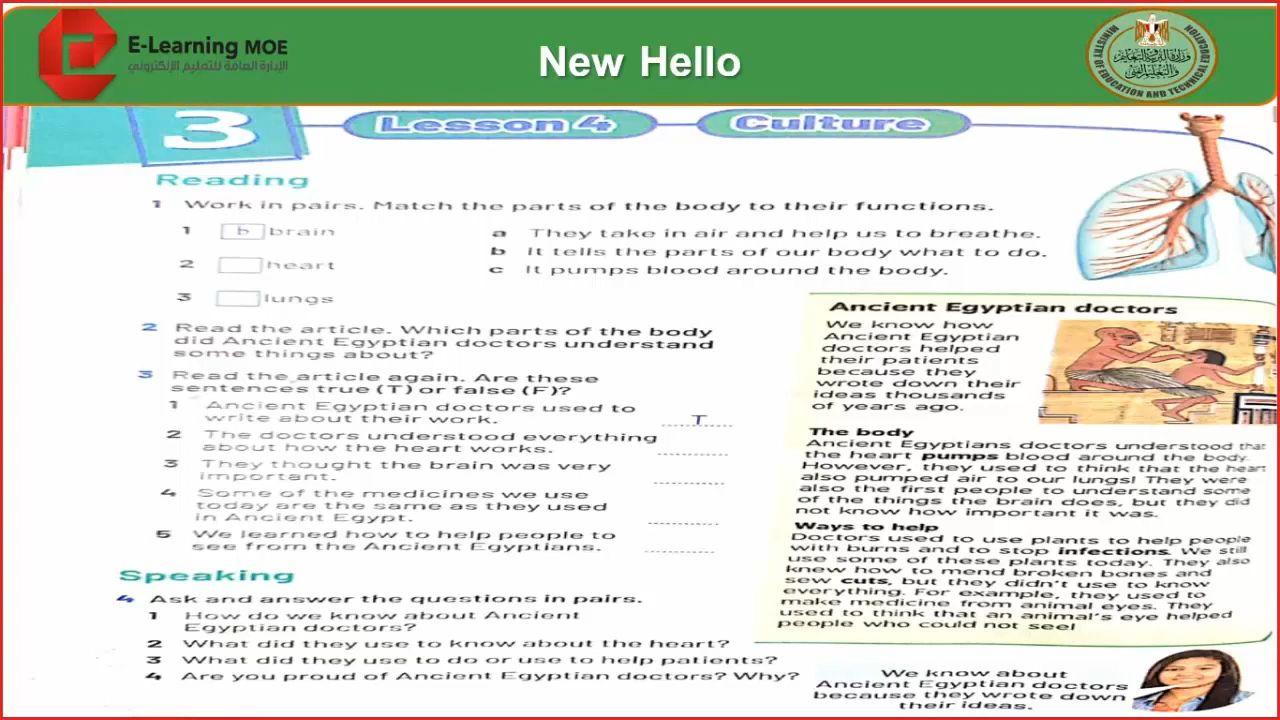 E-Learning MOE
الإدارة العامة للتعليم الإلكتروني
New Hello
وزارة التربية والتعليم
والتعليم الفني
MINISTRY OF EDUCATION AND TECHNICAL EDUCATION
3
Lesson 4
Culture
Reading
1 Work in pairs. Match the parts of the body to their functions.
1 b brain
2 heart
3 lungs
a They take in air and help us to breathe.
b It tells the parts of our body what to do.
c It pumps blood around the body.
2 Read the article. Which parts of the body
did Ancient Egyptian doctors understand
some things about?
3 Read the article again. Are these
sentences true (T) or false (F)?
1 Ancient Egyptian doctors used to
write about their work. T
2 The doctors understood everything
about how the heart works.
3 They thought the brain was very
important.
4 Some of the medicines we use
today are the same as they used
in Ancient Egypt.
5 We learned how to help people to
see from the Ancient Egyptians.
Speaking
4 Ask and answer the questions in pairs.
1 How do we know about Ancient
Egyptian doctors?
2 What did they use to know about the heart?
3 What did they use to do or use to help patients?
4 Are you proud of Ancient Egyptian doctors? Why?
Ancient Egyptian doctors
We know how
Ancient Egyptian
doctors helped
their patients
because they
wrote down their
ideas thousands
of years ago.
The body
Ancient Egyptians doctors understood that
the heart pumps blood around the body.
However, they used to think that the heart
also pumped air to our lungs! They were
also the first people to understand some
of the things the brain does, but they did
not know how important it was.
Ways to help
Doctors used to use plants to help people
with burns and to stop infections. We still
use some of these plants today. They also
knew how to mend broken bones and
sew cuts, but they didn't use to know
everything. For example, they used to
make medicine from animal eyes. They
used to think that an animal's eye helped
people who could not see!
We know about
Ancient Egyptian doctors
because they wrote down
their ideas.